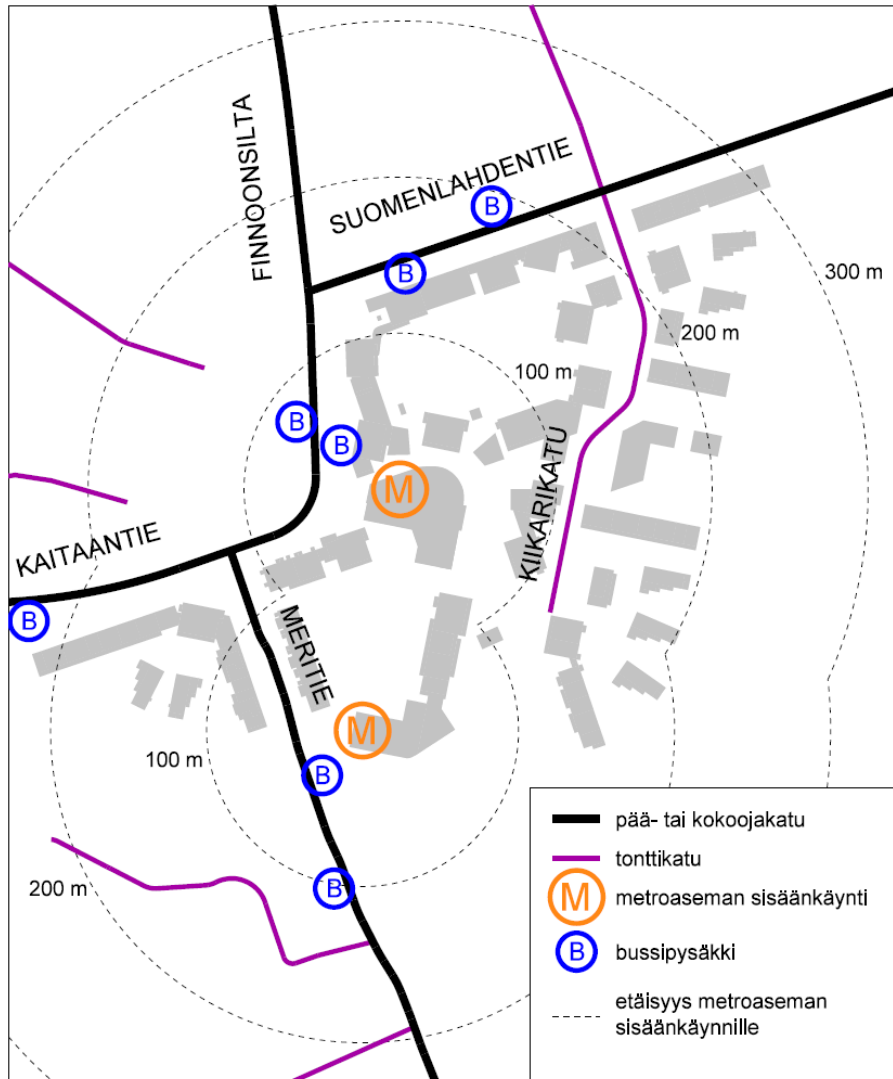 FINNOONSILTA
SUOMENLAHDENTIE
B
B
300 m
200 m
100 m
B
B
M
KIIKARIKATU
KAITAANTIE
B
MERITIE
M
100 m
B
200 m
B
pää- tai kokoojakatu
tonttikatu
M metroaseman sisäänkäynti
B bussipysäkki
etäisyys metroaseman
sisäänkäynnille